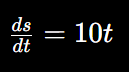 ds/dt = 10t